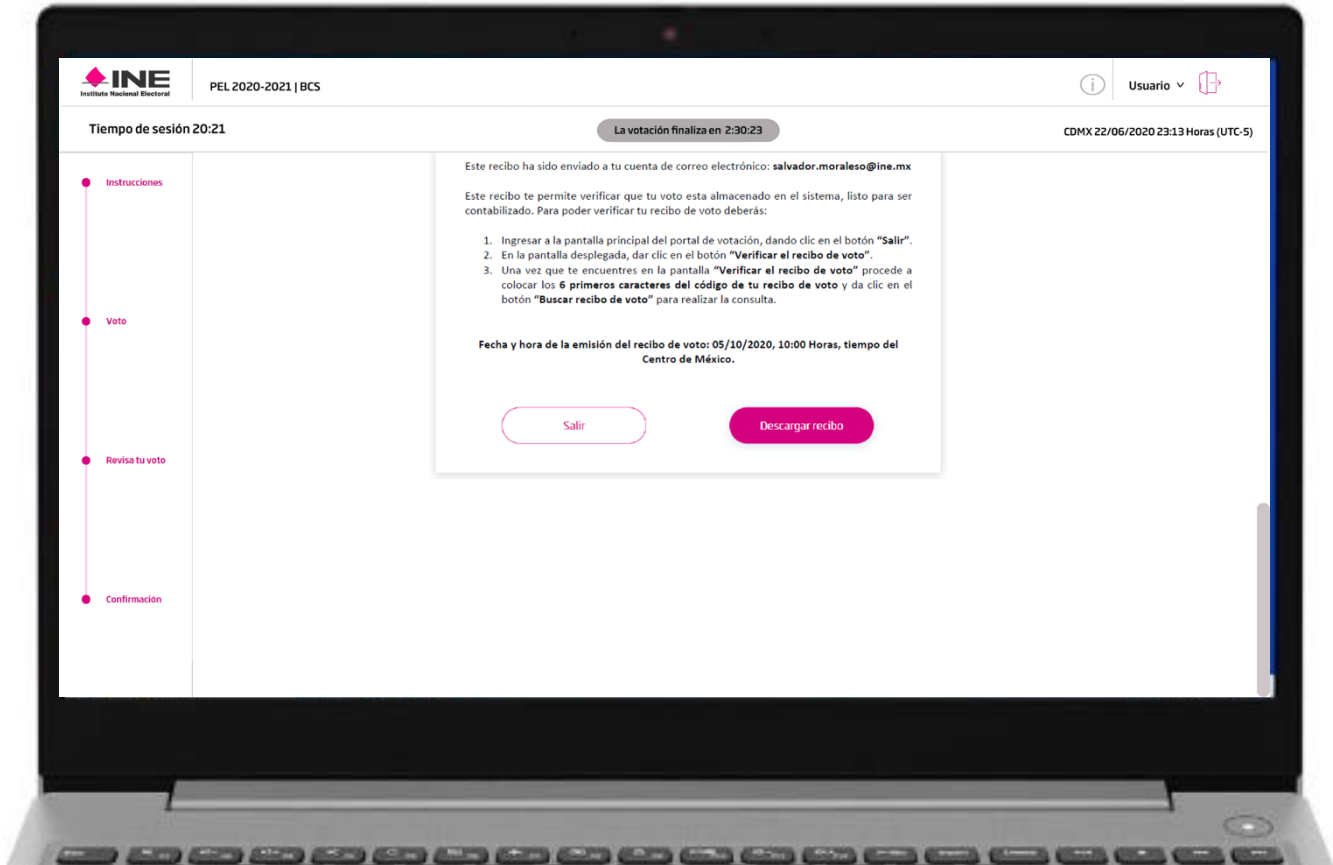 INE
Instituto Nacional Electoral
PEL 2020-2021 | BCS
Usuario
Tiempo de sesión 20:21
La votación finaliza en 2:30:23
CDMX 22/06/2020 23:13 Horas (UTC-5)
Instrucciones
Voto
Revisa tu voto
Confirmación
Este recibo ha sido enviado a tu cuenta de correo electrónico: salvador.moraleso@ine.mx
Este recibo te permite verificar que tu voto esta almacenado en el sistema, listo para ser
contabilizado. Para poder verificar tu recibo de voto deberás:
1. Ingresar a la pantalla principal del portal de votación, dando clic en el botón “Salir”.
2. En la pantalla desplegada, dar clic en el botón “Verificar el recibo de voto”.
3. Una vez que te encuentres en la pantalla “Verificar el recibo de voto” procede a
colocar los 6 primeros caracteres del código de tu recibo de voto y da clic en el
botón “Buscar recibo de voto” para realizar la consulta.
Fecha y hora de la emisión del recibo de voto: 05/10/2020, 10:00 Horas, tiempo del
Centro de México.
Salir
Descargar recibo